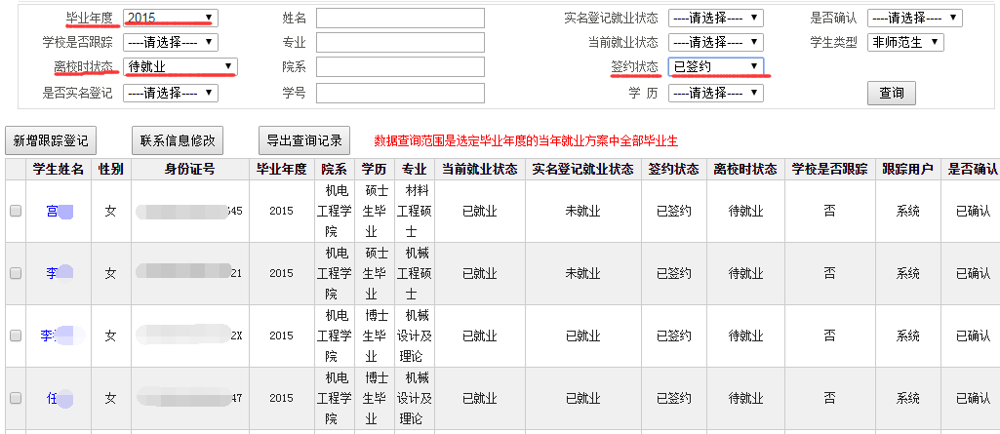 毕业年度 2015 姓名 实名登记就业状态 ----请选择---- 是否确认 ----请选择----
学校是否跟踪 ----请选择---- 专业 当前就业状态 ----请选择---- 学生类型 非师范生
离校时状态 待就业 院系 签约状态 已签约
是否实名登记 ----请选择---- 学号 学 历 ----请选择---- 查询
新增跟踪登记 联系信息修改 导出查询记录 数据查询范围是选定毕业年度的当年就业方案中全部毕业生
学生姓名 性别 身份证号 毕业年度 院系 学历 专业 当前就业状态 实名登记就业状态 签约状态 离校时状态 学校是否跟踪 跟踪用户 是否确认
机电 硕士 材料
宫 女 645 2015 工程学 生毕 工程硕 已就业 未就业 已签约 待就业 否 系统 已确认
院 业 士
机电 硕士 机械
李 女 21 2015 工程学 生毕 工程硕 已就业 未就业 已签约 待就业 否 系统 已确认
院 业 士
机电 博士 机械
李 女 2X 2015 工程学 生毕 设计及 已就业 已就业 已签约 待就业 否 系统 已确认
院 业 理论
机电 博士 机械
任 女 47 2015 工程学 生毕 设计及 已就业 已就业 已签约 待就业 否 系统 已确认
院 业 理论